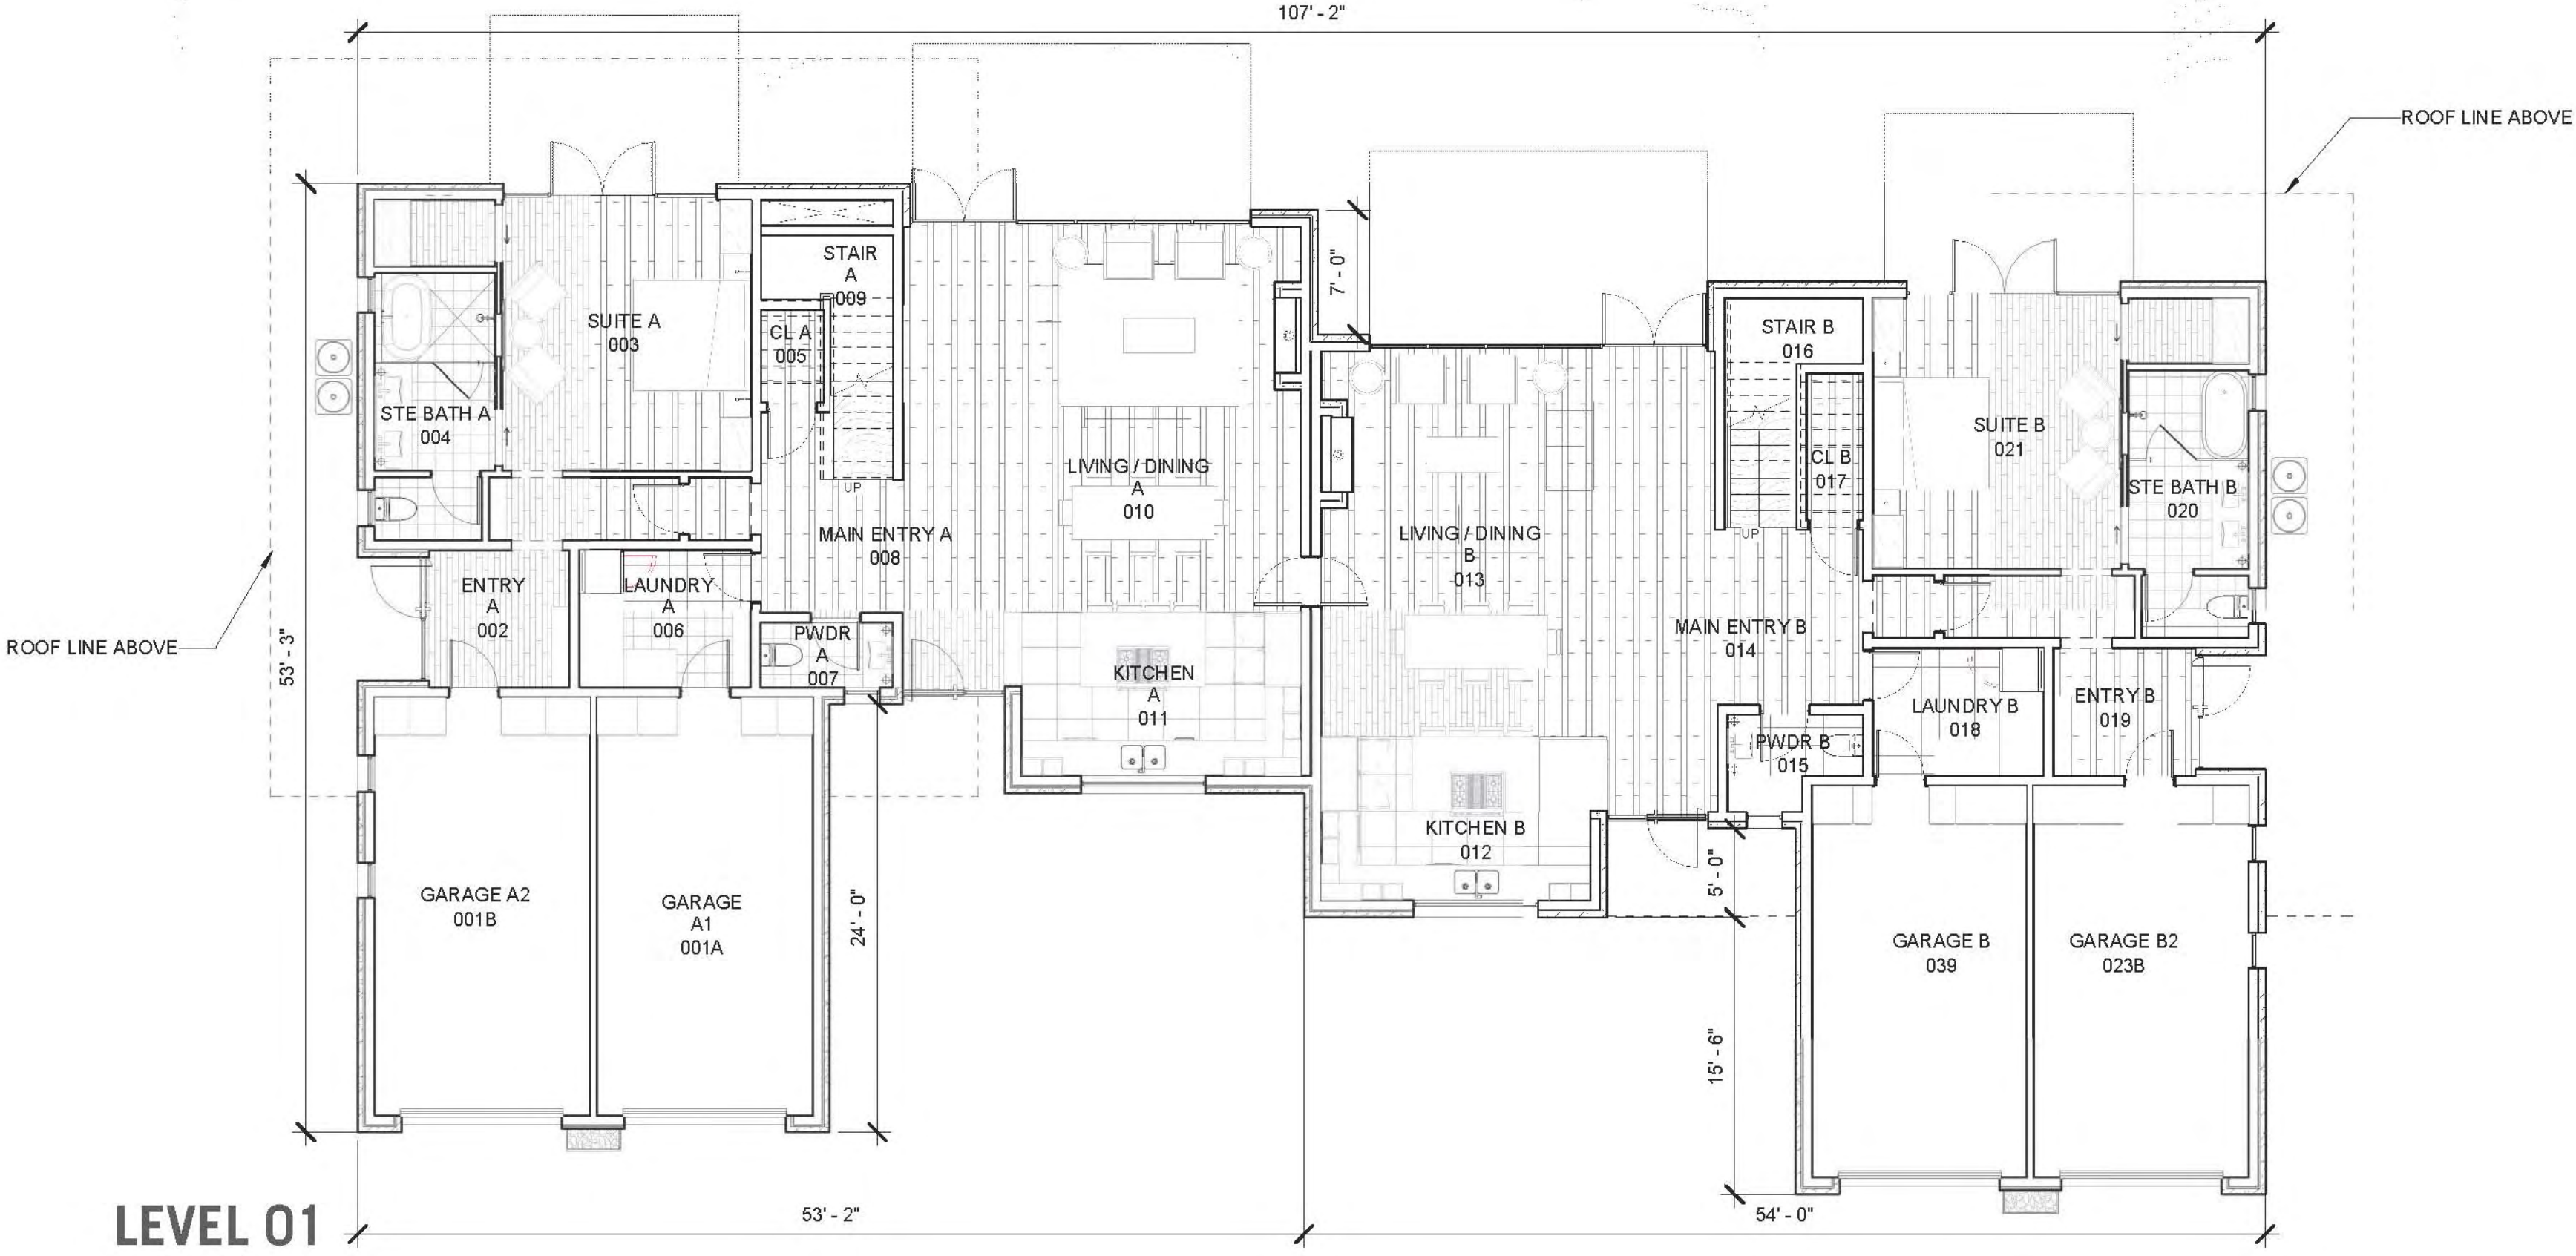 107' - 2"
ROOF LINE ABOVE
STAIR
A
009
7' - 0"
SUITE A
003
CL A
005
STAIR B
016
STE BATH A
004
SUITE B
021
LIVING / DINING
A
010
CL B
017
UP
STE BATH B
020
MAIN ENTRY A
008
LIVING / DINING
B
013
UP
ENTRY
A
002
LAUNDRY
A
006
PWDR
A
007
MAIN ENTRY B
014
ROOF LINE ABOVE
53' - 3"
KITCHEN
A
011
LAUNDRY B
018
ENTRY B
019
PWDR B
015
KITCHEN B
012
5' - 0"
GARAGE A2
001B
GARAGE
A1
001A
24' - 0"
GARAGE B
039
GARAGE B2
023B
15' - 6"
53' - 2"
54' - 0"
LEVEL 01